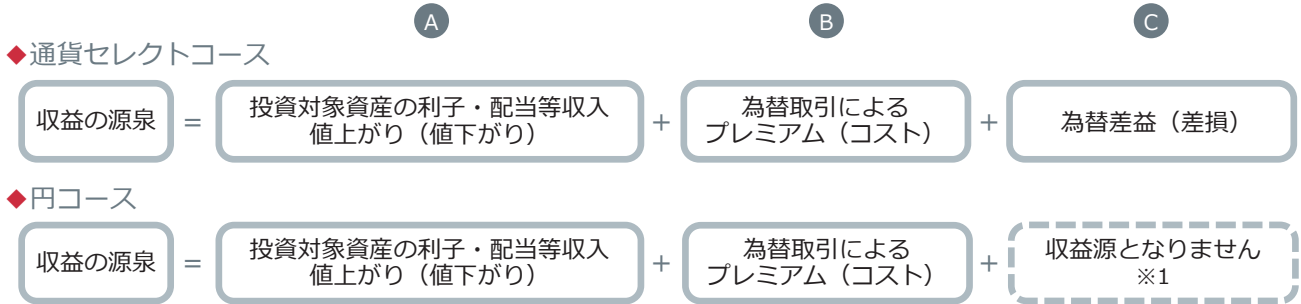 A B C
◆通貨セレクトコース
収益の源泉 = 投資対象資産の利子・配当等収入 値上がり（値下がり） + 為替取引による プレミアム（コスト） + 為替差益（差損）
◆円コース
収益の源泉 = 投資対象資産の利子・配当等収入 値上がり（値下がり） + 為替取引による プレミアム（コスト） + 収益源となりません ※1